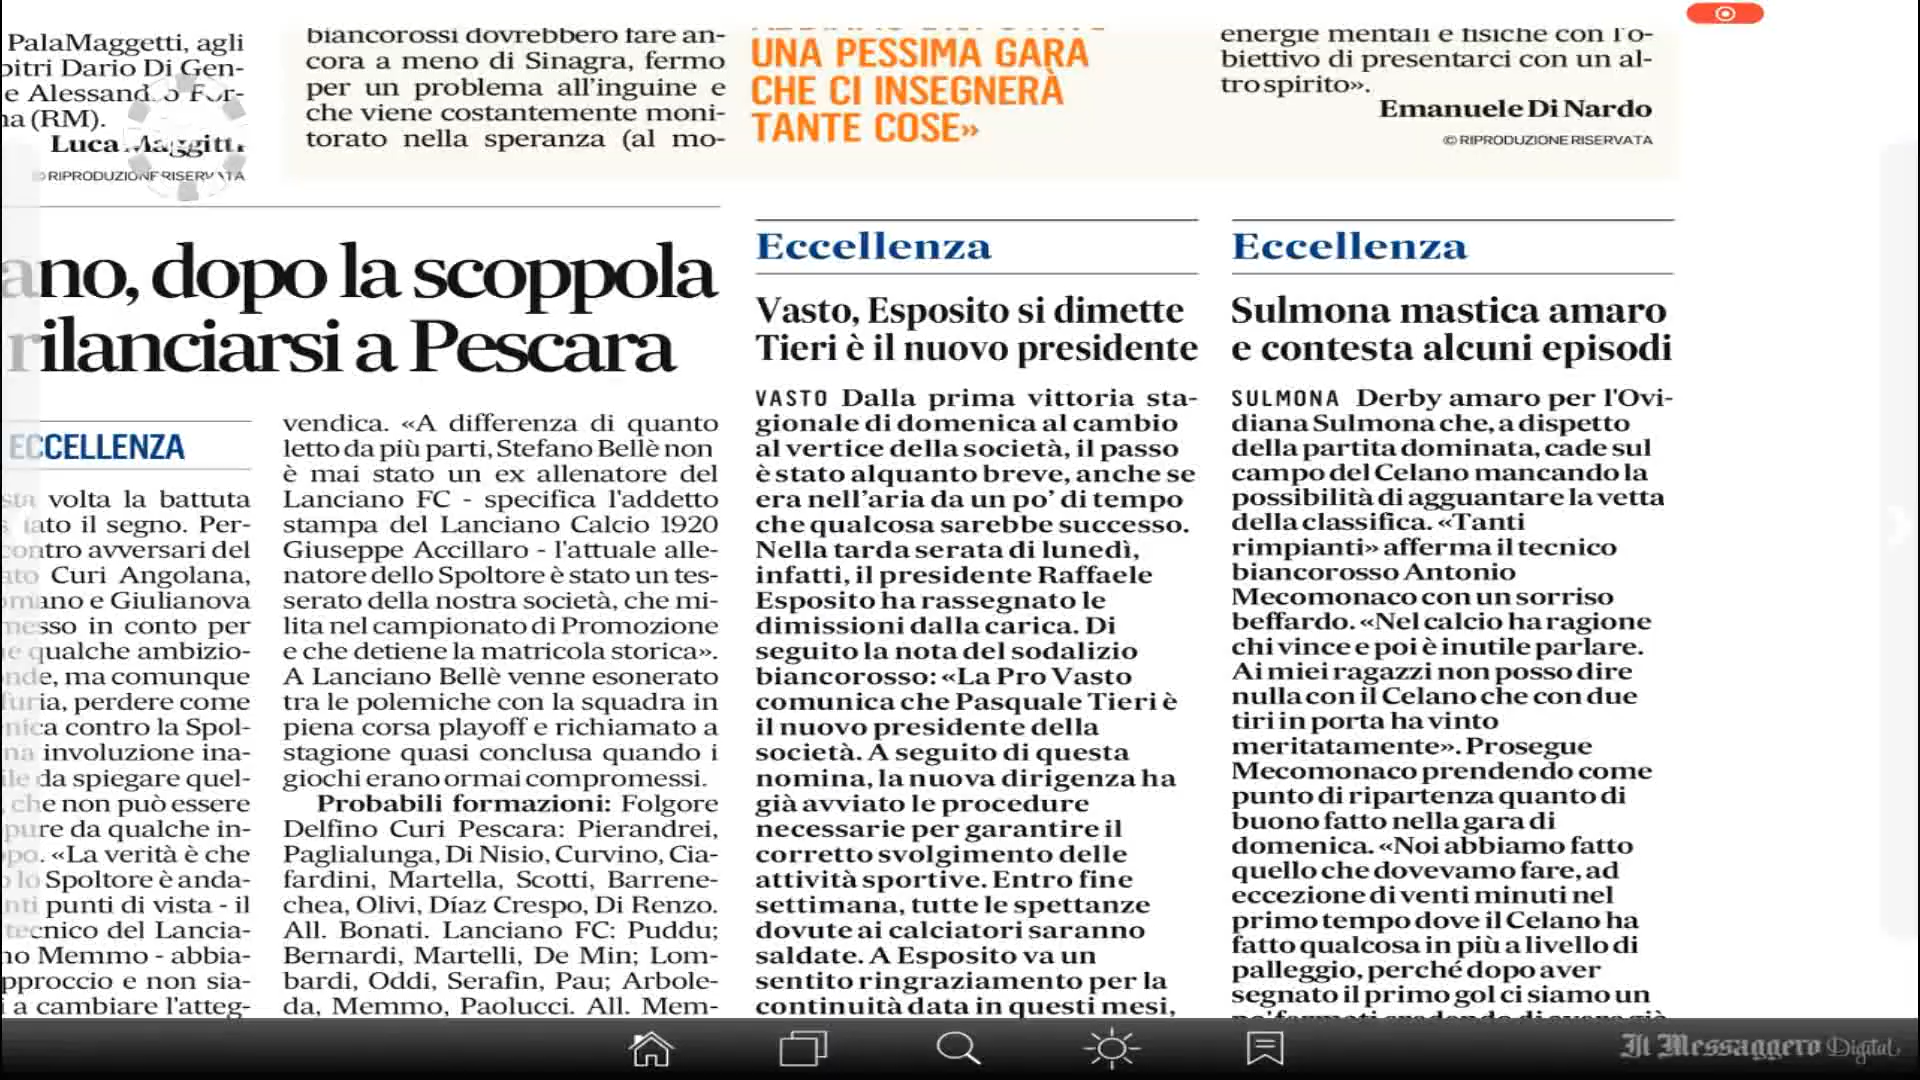 PalaMaggetti, agli
bitri Dario Di Gen-
e Alessandro For-
na (RM).
Luca Maggitti
© RIPRODUZIONE RISERVATA
biancorossi dovrebbero fare an-
cora a meno di Sinagra, fermo
per un problema all'inguine e
che viene costantemente moni-
torato nella speranza (al mo-
UNA PESSIMA GARA
CHE CI INSEGNERÀ
TANTE COSE»
energie mentali e fisiche con l'o-
biettivo di presentarci con un al-
tro spirito».
Emanuele Di Nardo
© RIPRODUZIONE RISERVATA
ano, dopo la scoppola
rilanciarsi a Pescara
ECCELLENZA
sta volta la battuta
iato il segno. Per-
contro avversari del
ato Curi Angolana,
omano e Giulianova
messo in conto per
e qualche ambizio-
nde, ma comunque
furia, perdere come
nica contro la Spol-
na involuzione ina-
ile da spiegare quel-
, che non può essere
pure da qualche in-
po. «La verità è che
o lo Spoltore è anda-
nti punti di vista - il
tecnico del Lancia-
no Memmo - abbia-
pproccio e non sia-
i a cambiare l'atteg-
vendica. «A differenza di quanto
letto da più parti, Stefano Bellè non
è mai stato un ex allenatore del
Lanciano FC - specifica l'addetto
stampa del Lanciano Calcio 1920
Giuseppe Accillaro - l'attuale alle-
natore dello Spoltore è stato un tes-
serato della nostra società, che mi-
lita nel campionato di Promozione
e che detiene la matricola storica».
A Lanciano Bellè venne esonerato
tra le polemiche con la squadra in
piena corsa playoff e richiamato a
stagione quasi conclusa quando i
giochi erano ormai compromessi.
Probabili formazioni: Folgore
Delfino Curi Pescara: Pierandrei,
Paglialunga, Di Nisio, Curvino, Cia-
fardini, Martella, Scotti, Barrene-
chea, Olivi, Díaz Crespo, Di Renzo.
All. Bonati. Lanciano FC: Puddu;
Bernardi, Martelli, De Min; Lom-
bardi, Oddi, Serafin, Pau; Arbole-
da, Memmo, Paolucci. All. Mem-
Eccellenza
Vasto, Esposito si dimette
Tieri è il nuovo presidente
VASTO Dalla prima vittoria sta-
gionale di domenica al cambio
al vertice della società, il passo
è stato alquanto breve, anche se
era nell'aria da un po' di tempo
che qualcosa sarebbe successo.
Nella tarda serata di lunedì,
infatti, il presidente Raffaele
Esposito ha rassegnato le
dimissioni dalla carica. Di
seguito la nota del sodalizio
biancorosso: «La Pro Vasto
comunica che Pasquale Tieri è
il nuovo presidente della
società. A seguito di questa
nomina, la nuova dirigenza ha
già avviato le procedure
necessarie per garantire il
corretto svolgimento delle
attività sportive. Entro fine
settimana, tutte le spettanze
dovute ai calciatori saranno
saldate. A Esposito va un
sentito ringraziamento per la
continuità data in questi mesi,
Eccellenza
Sulmona mastica amaro
e contesta alcuni episodi
SULMONA Derby amaro per l'Ovi-
diana Sulmona che, a dispetto
della partita dominata, cade sul
campo del Celano mancando la
possibilità di agguantare la vetta
della classifica. «Tanti
rimpianti» afferma il tecnico
biancorosso Antonio
Mecomonaco con un sorriso
beffardo. «Nel calcio ha ragione
chi vince e poi è inutile parlare.
Ai miei ragazzi non posso dire
nulla con il Celano che con due
tiri in porta ha vinto
meritatamente». Prosegue
Mecomonaco prendendo come
punto di ripartenza quanto di
buono fatto nella gara di
domenica. «Noi abbiamo fatto
quello che dovevamo fare, ad
eccezione di venti minuti nel
primo tempo dove il Celano ha
fatto qualcosa in più a livello di
palleggio, perché dopo aver
segnato il primo gol ci siamo un
Il Messaggero Digital